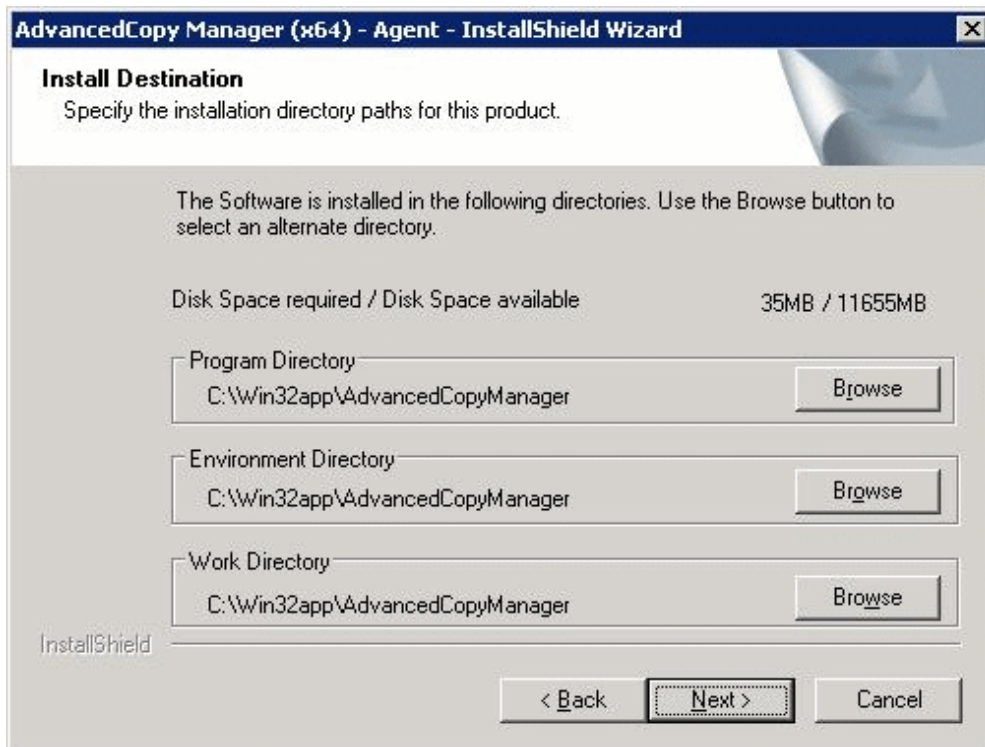 AdvancedCopy Manager (x64) - Agent - InstallShield Wizard
Install Destination
Specify the installation directory paths for this product.
The Software is installed in the following directories. Use the Browse button to
select an alternate directory.
Disk Space required / Disk Space available 35MB / 11655MB
Program Directory
C:\Win32app\AdvancedCopyManager Browse
Environment Directory
C:\Win32app\AdvancedCopyManager Browse
Work Directory
C:\Win32app\AdvancedCopyManager Browse
InstallShield
< Back Next > Cancel